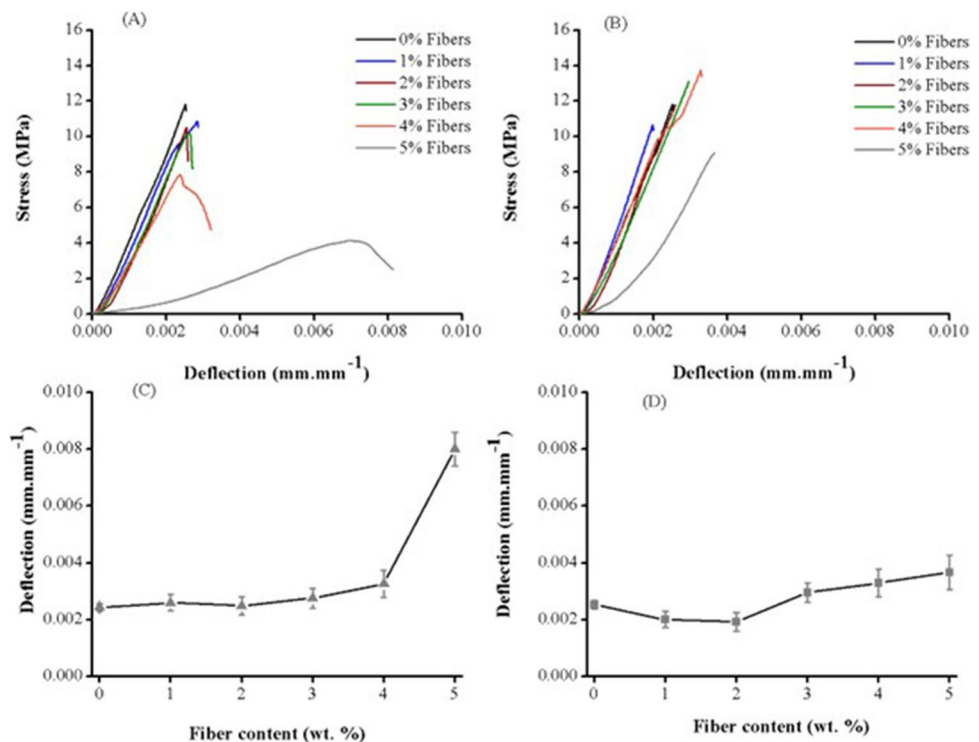 (A)
16
14
12
10
8
6
4
2
0
Stress (MPa)
0% Fibers
1% Fibers
2% Fibers
3% Fibers
4% Fibers
5% Fibers
0.000 0.002 0.004 0.006 0.008 0.010
Deflection (mm.mm⁻¹)
(B)
16
14
12
10
8
6
4
2
0
Stress (MPa)
0% Fibers
1% Fibers
2% Fibers
3% Fibers
4% Fibers
5% Fibers
0.000 0.002 0.004 0.006 0.008 0.010
Deflection (mm.mm⁻¹)
(C)
0.010
0.008
0.006
0.004
0.002
0.000
Deflection (mm.mm⁻¹)
0 1 2 3 4 5
Fiber content (wt. %)
(D)
0.010
0.008
0.006
0.004
0.002
0.000
Deflection (mm.mm⁻¹)
0 1 2 3 4 5
Fiber content (wt. %)